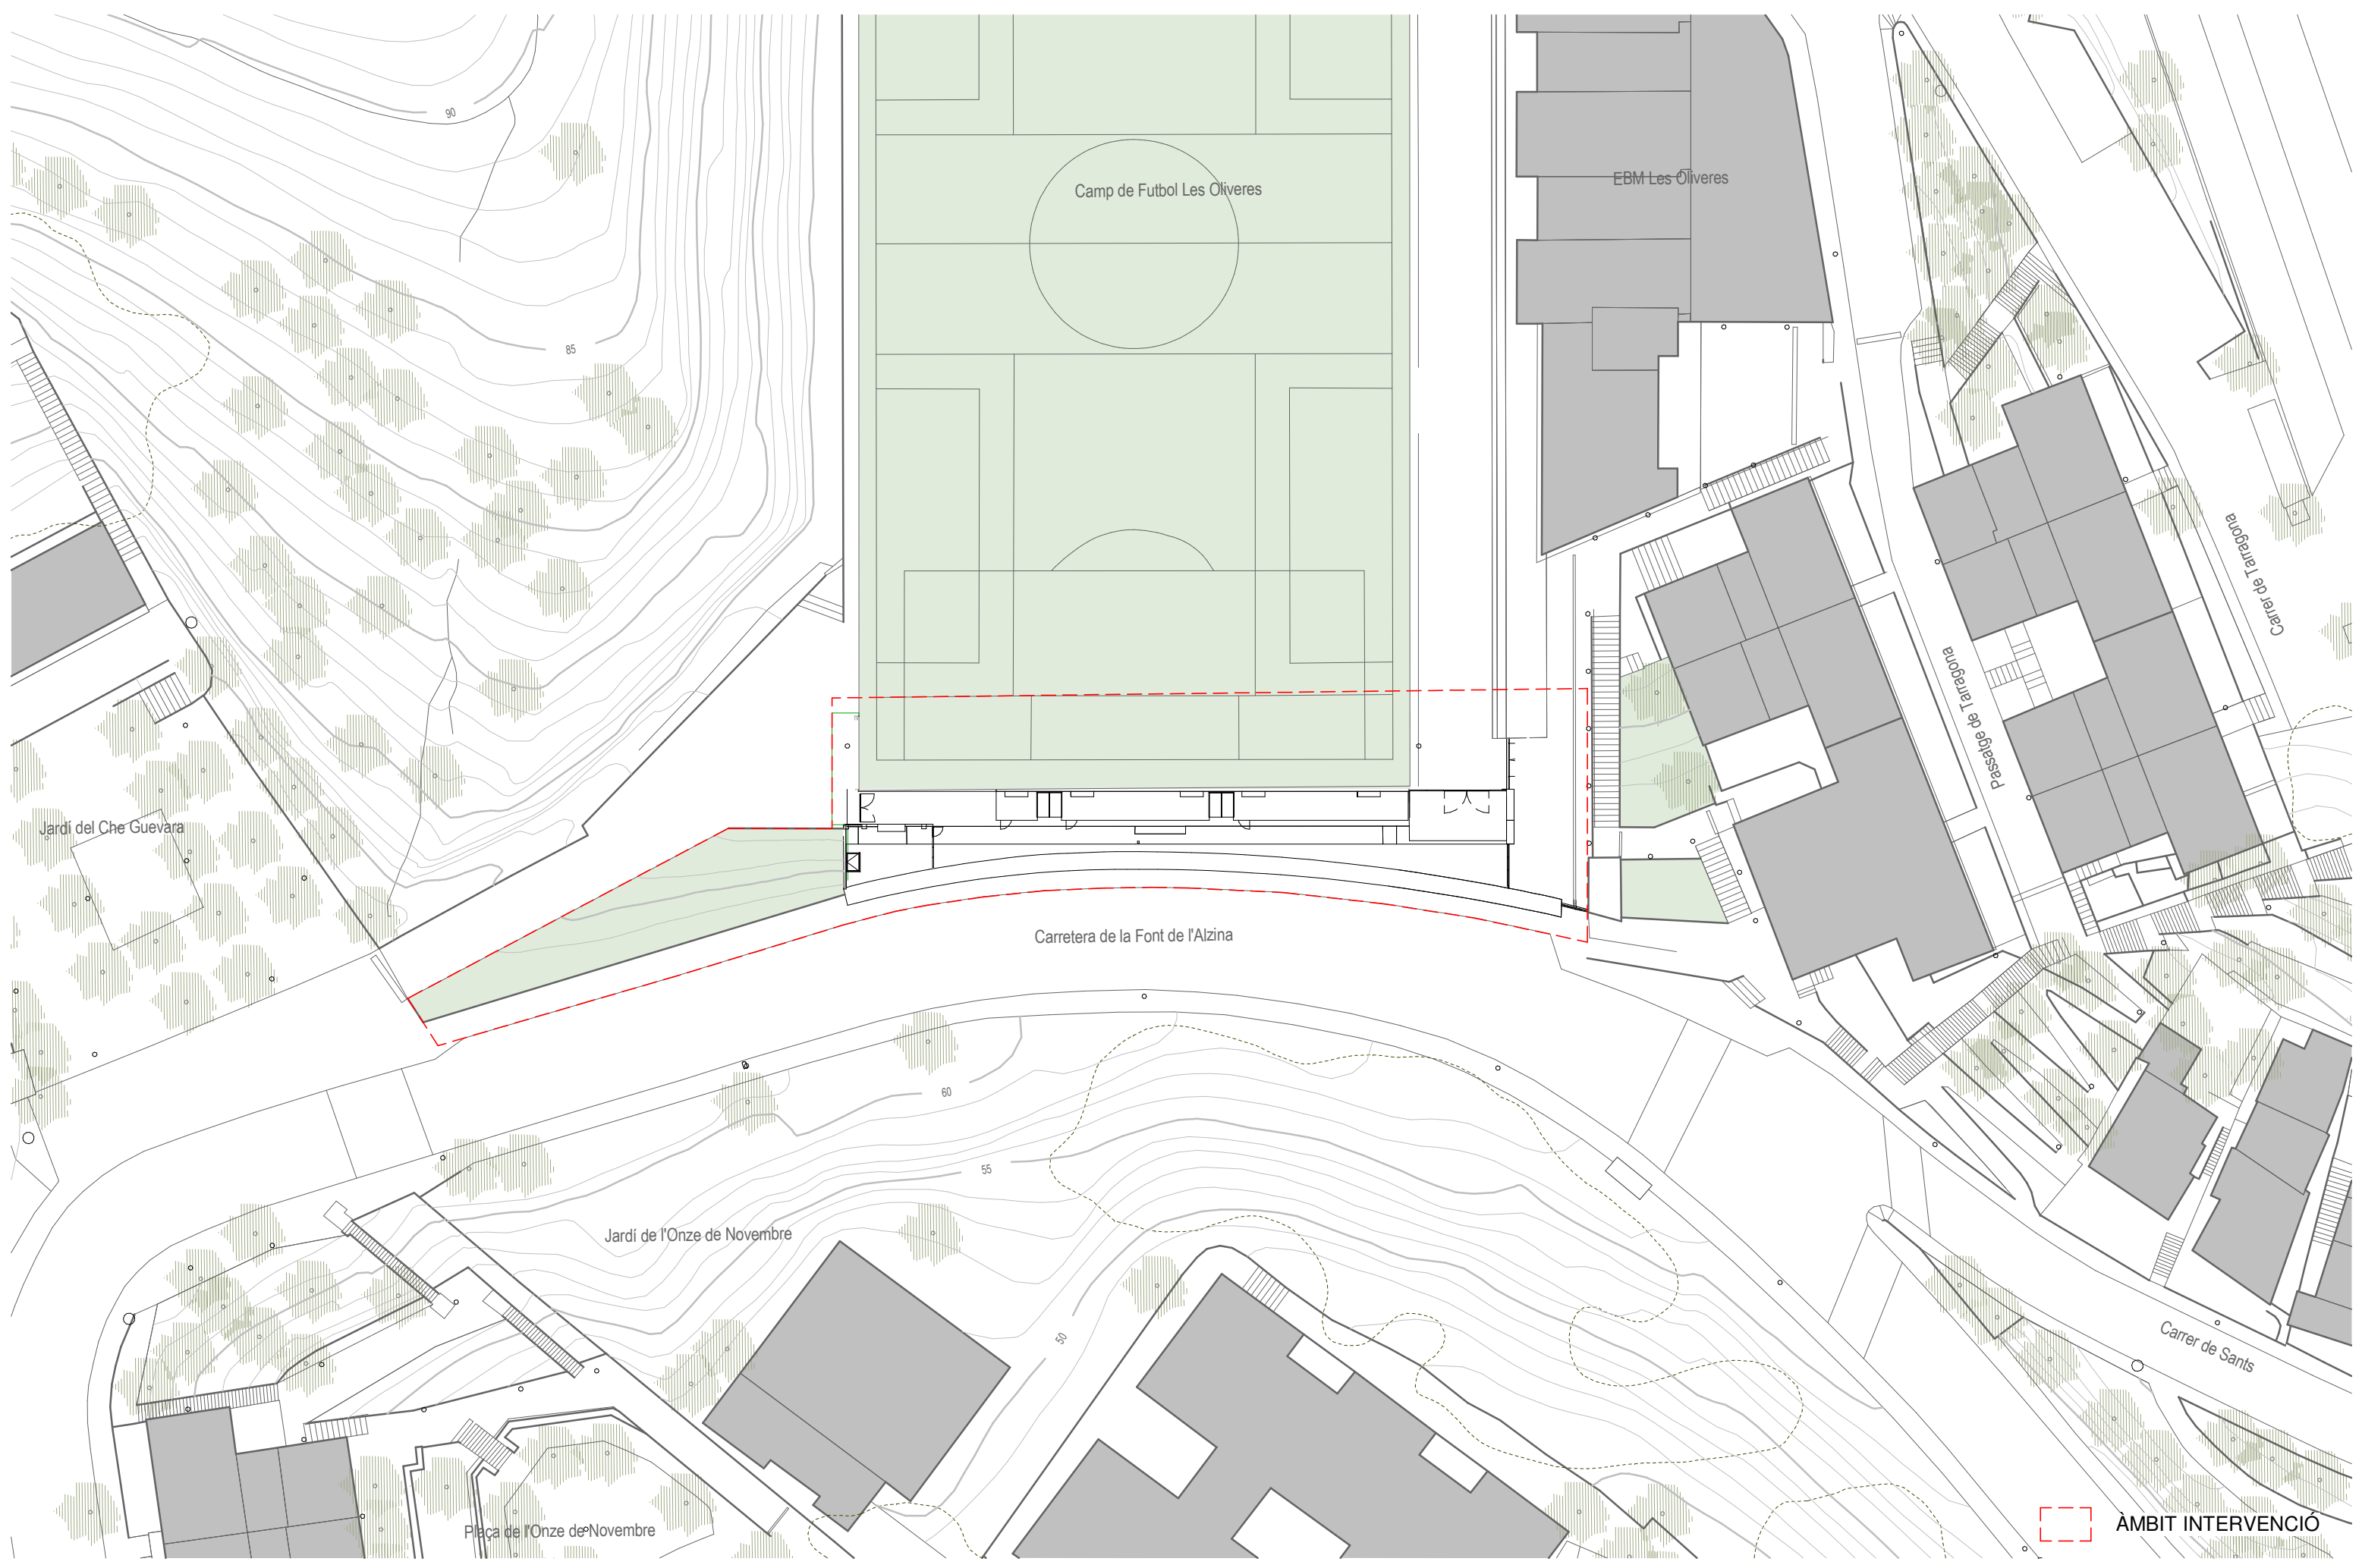 90
Camp de Futbol Les Oliveres
EBM Les Oliveres
85
Carrer de Tarragona
Passatge de Tarragona
Jardí del Che Guevara
Carretera de la Font de l'Alzina
60
55
Jardí de l'Onze de Novembre
50
Carrer de Sants
Plaça de l'Onze de Novembre
ÀMBIT INTERVENCIÓ